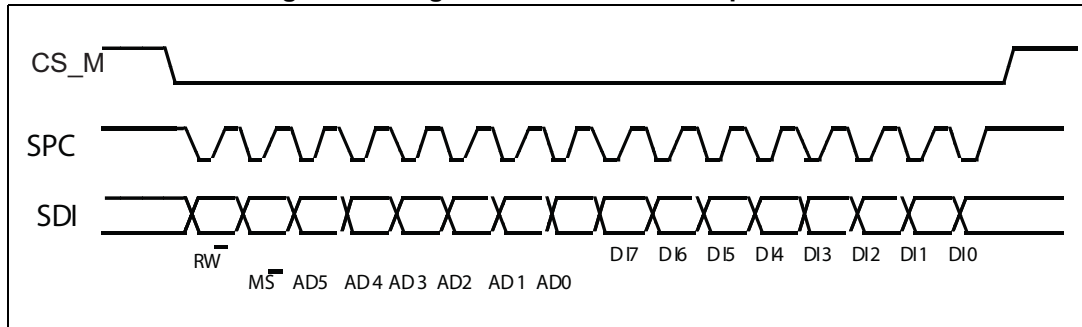 CS_M
SPC
SDI
RW DI7 DI6 DI5 DI4 DI3 DI2 DI1 DI0
MS AD5 AD4 AD3 AD2 AD1 AD0